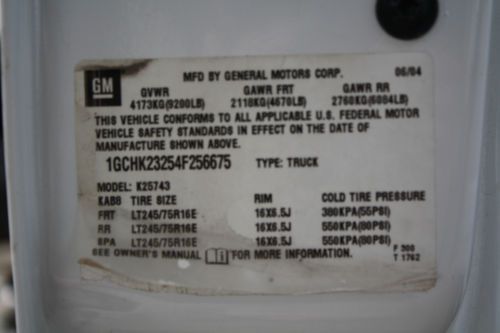 GM
MFD BY GENERAL MOTORS CORP. 06/04
GVWR GAWR FRT GAWR RR
4173KG(9200LB) 2118KG(4670LB) 2760KG(6084LB)
THIS VEHICLE CONFORMS TO ALL APPLICABLE U.S. FEDERAL MOTOR
VEHICLE SAFETY STANDARDS IN EFFECT ON THE DATE OF
MANUFACTURE SHOWN ABOVE.
1GCHK23254F256675 TYPE: TRUCK
MODEL: K25743
KAB8 TIRE SIZE RIM COLD TIRE PRESSURE
FRT LT245/75R16E 16X6.5J 380KPA(55PSI)
RR LT245/75R16E 16X6.5J 550KPA(80PSI)
SPA LT245/75R16E 16X6.5J 550KPA(80PSI)
SEE OWNER'S MANUAL FOR MORE INFORMATION. F 300
T 1762